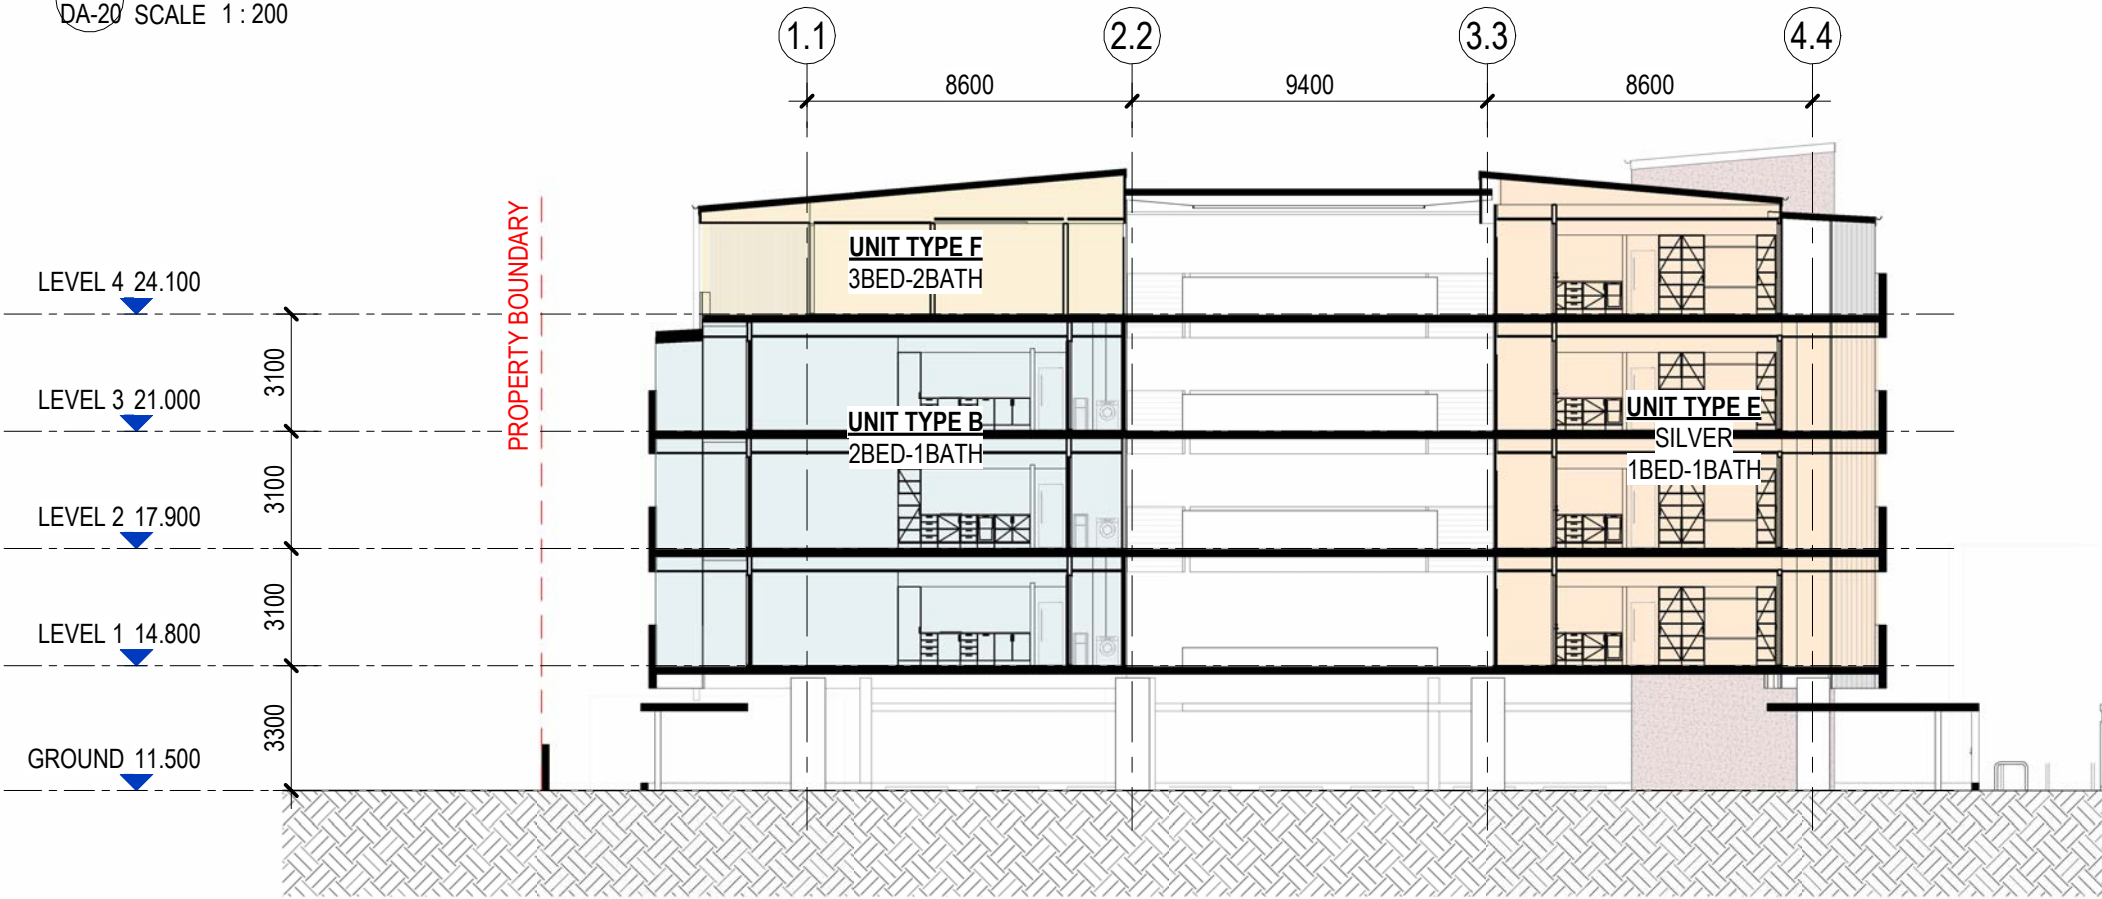 DA-20 SCALE 1 : 200
1.1
2.2
3.3
4.4
8600
9400
8600
PROPERTY BOUNDARY
UNIT TYPE F
3BED-2BATH
LEVEL 4 24.100
3100
LEVEL 3 21.000
UNIT TYPE B
2BED-1BATH
UNIT TYPE E
SILVER
1BED-1BATH
3100
LEVEL 2 17.900
3100
LEVEL 1 14.800
3300
GROUND 11.500